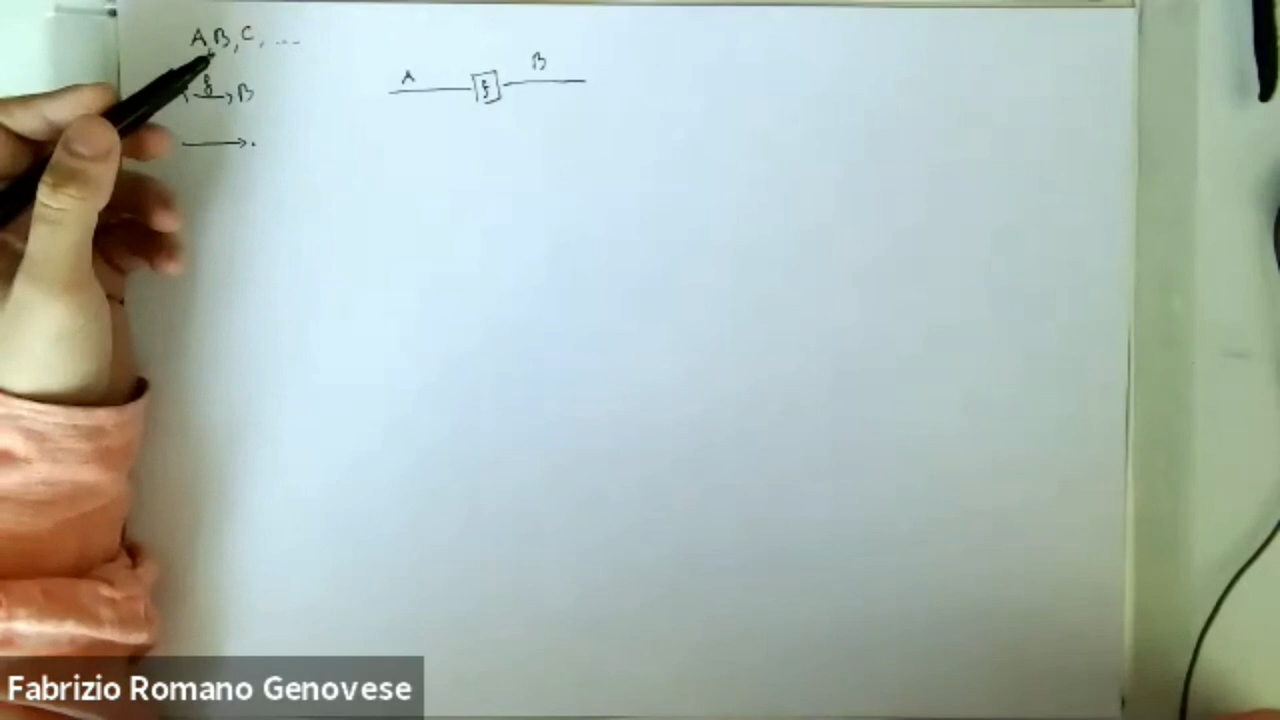 A, B, C, ...
f → B
A f B
→ .
Fabrizio Romano Genovese